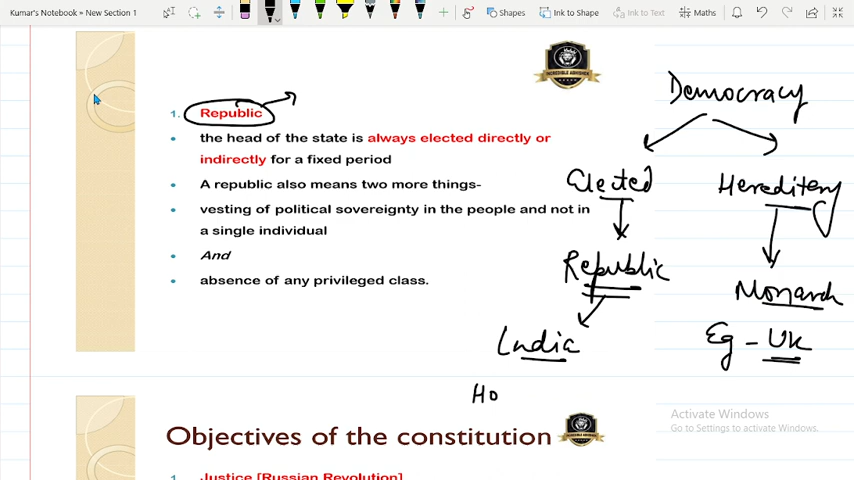 Kumar's Notebook › New Section 1
Shapes
Ink to Shape
Ink to Text
Maths
INCREDIBLE ABHISHEK
1. Republic
the head of the state is always elected directly or
indirectly for a fixed period
A republic also means two more things-
vesting of political sovereignty in the people and not in
a single individual
And
absence of any privileged class.
Democracy
Elected
Hereditery
Republic
Monarch
India
Eg - UK
Ho
Activate Windows
Go to Settings to activate Windows.
Objectives of the constitution
1. Justice [Russian Revolution]